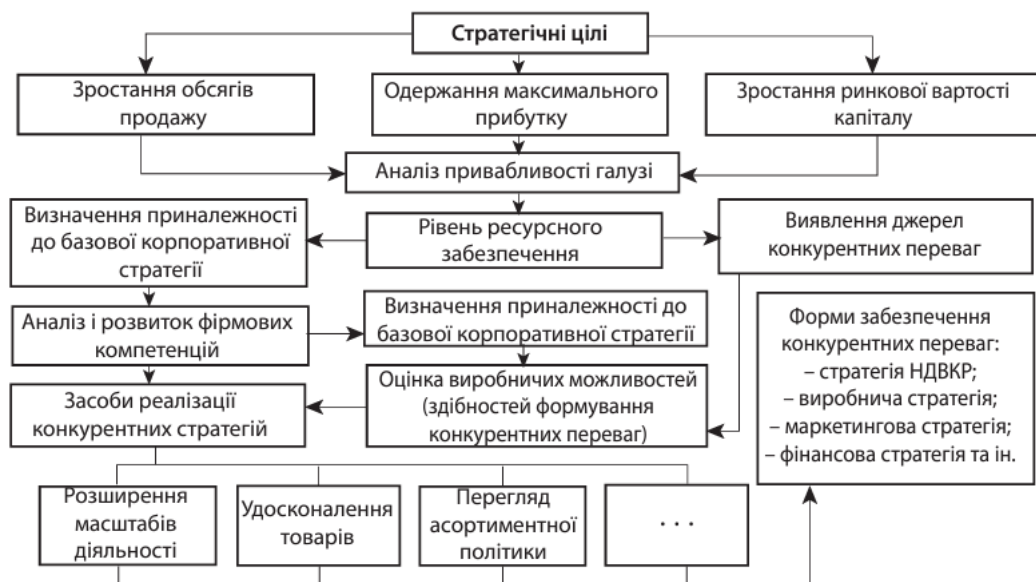 Стратегічні цілі
Зростання обсягів
продажу
Одержання максимального
прибутку
Зростання ринкової вартості
капіталу
Аналіз привабливості галузі
Визначення приналежності
до базової корпоративної
стратегії
Рівень ресурсного
забезпечення
Виявлення джерел
конкурентних переваг
Аналіз і розвиток фірмових
компетенцій
Визначення приналежності до
базової корпоративної стратегії
Форми забезпечення
конкурентних переваг:
– стратегія НДВКР;
– виробнича стратегія;
– маркетингова стратегія;
– фінансова стратегія та ін.
Засоби реалізації
конкурентних стратегій
Оцінка виробничих можливостей
(здібностей формування
конкурентних переваг)
Розширення
масштабів
діяльності
Удосконалення
товарів
Перегляд
асортиментної
політики
. . .